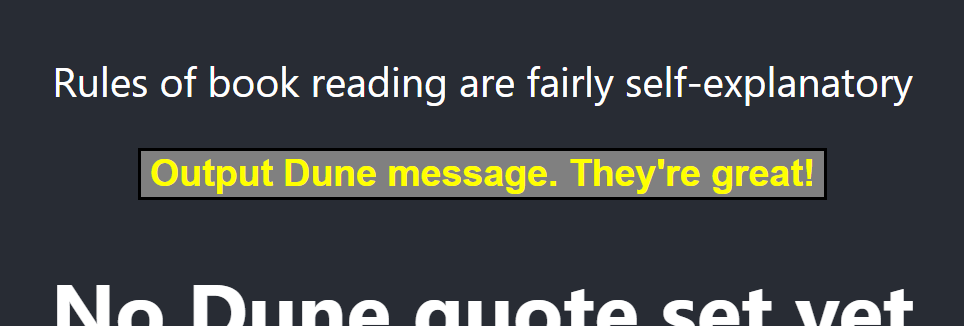 Rules of book reading are fairly self-explanatory
Output Dune message. They're great!
No Dune quote set yet